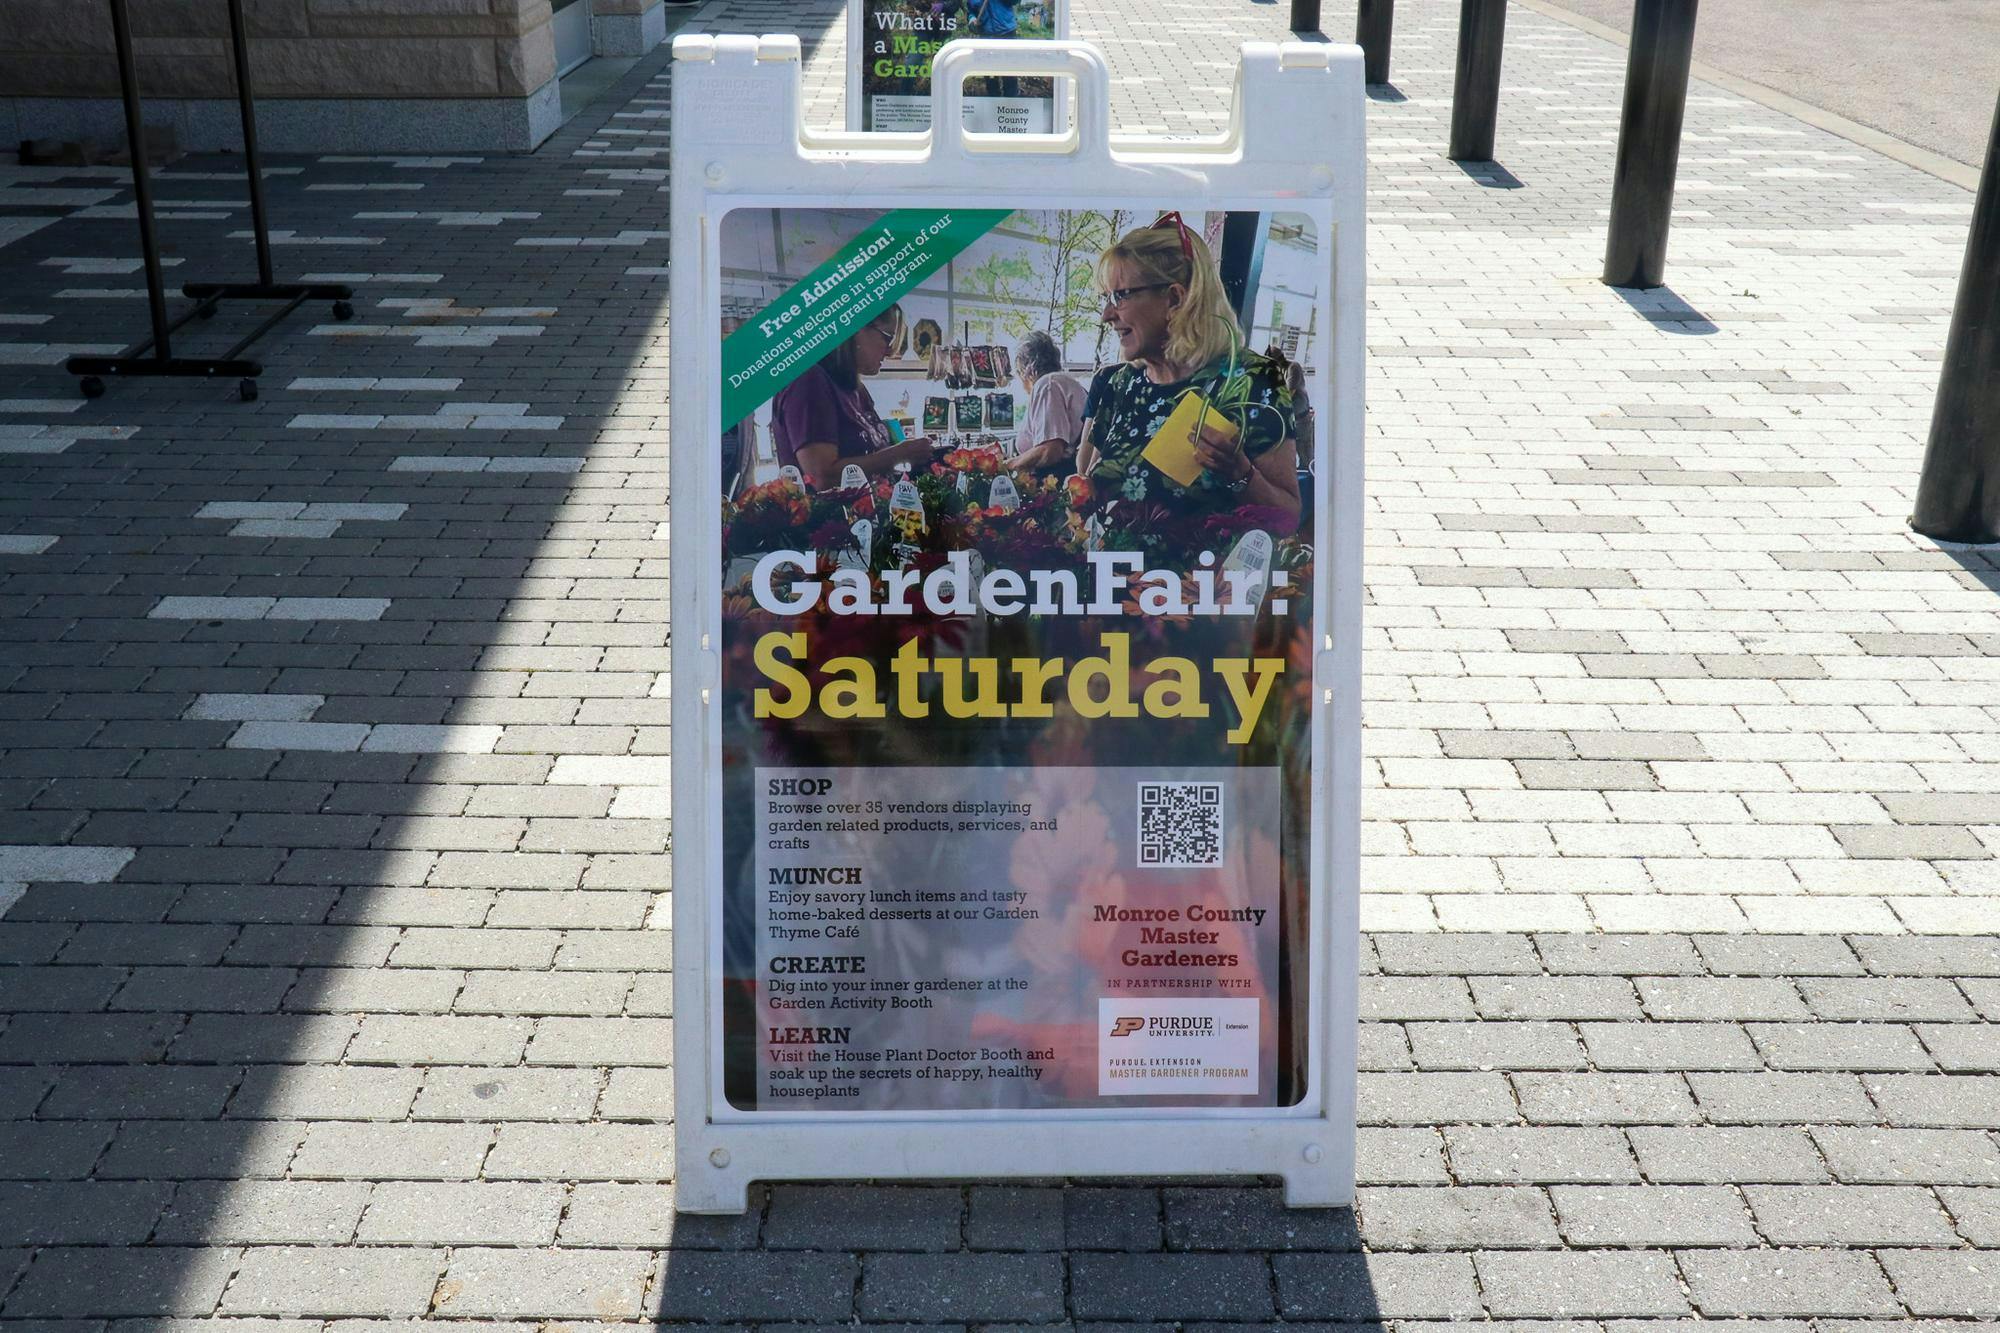 What is
a Mas
Gard
Monroe
County
Master
Free Admission!
Donations welcome in support of our
community grant program.
GardenFair:
Saturday
SHOP
Browse over 35 vendors displaying
garden related products, services, and
crafts
MUNCH
Enjoy savory lunch items and tasty
home-baked desserts at our Garden
Thyme Café
CREATE
Dig into your inner gardener at the
Garden Activity Booth
LEARN
Visit the House Plant Doctor Booth and
soak up the secrets of happy, healthy
houseplants
Monroe County
Master
Gardeners
IN PARTNERSHIP WITH
PURDUE
UNIVERSITY.
Extension
PURDUE EXTENSION
MASTER GARDENER PROGRAM